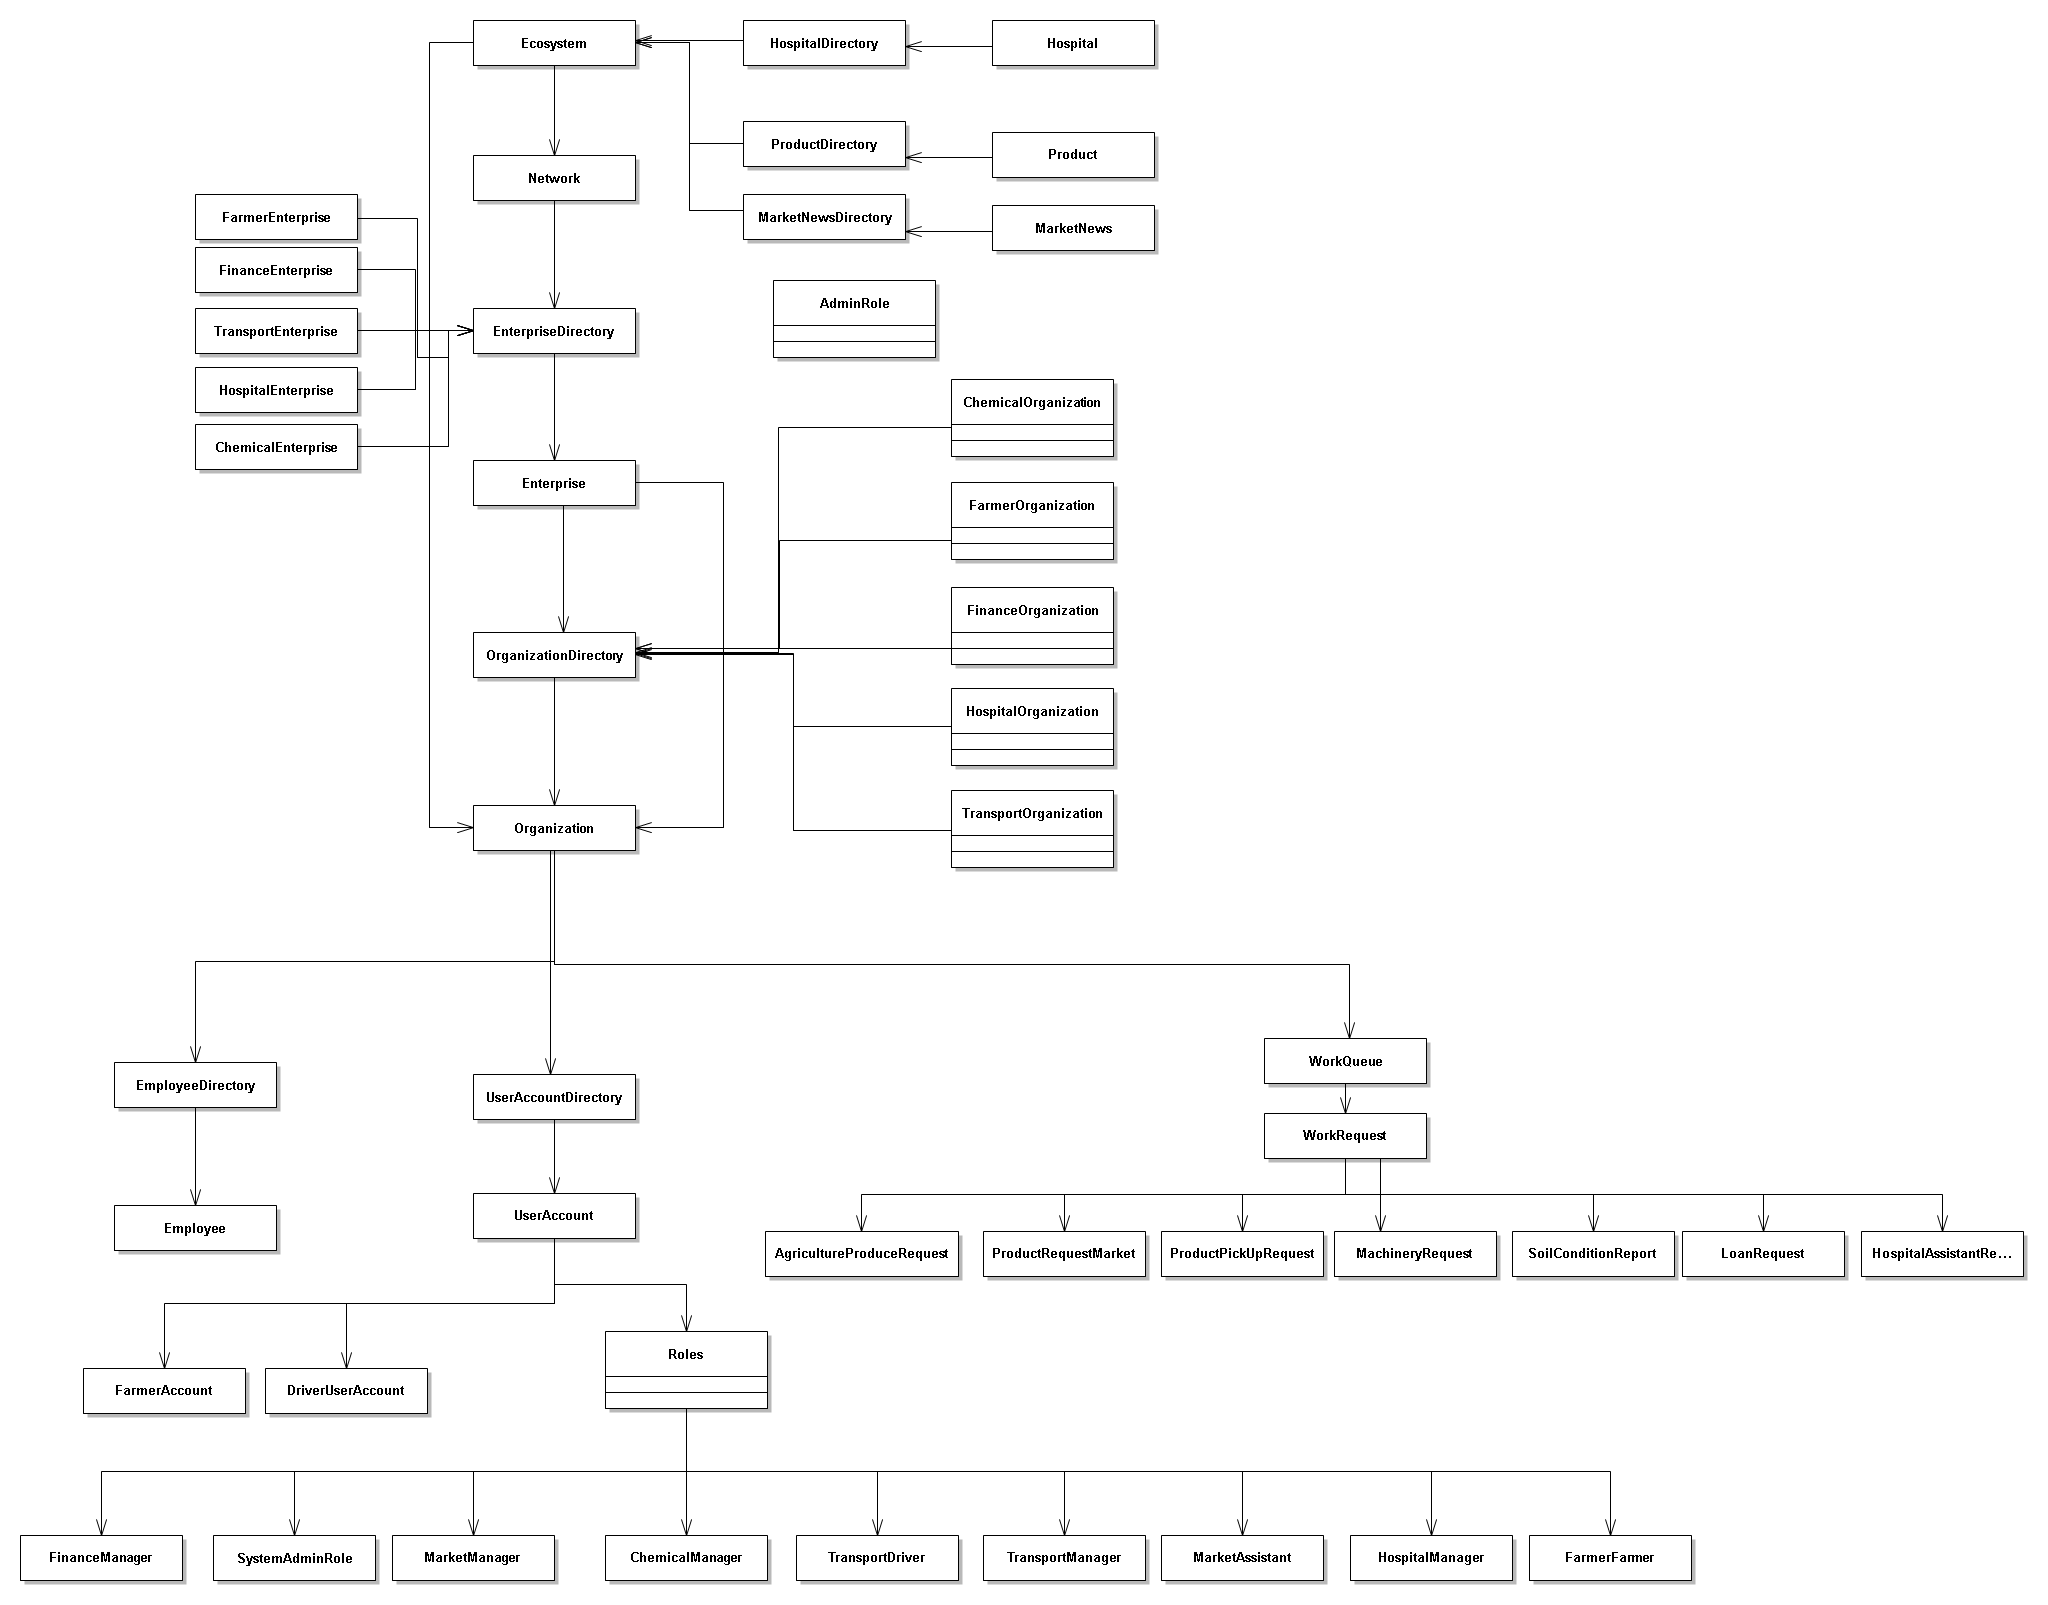 Ecosystem
HospitalDirectory
Hospital
ProductDirectory
Product
Network
FarmerEnterprise
MarketNewsDirectory
MarketNews
FinanceEnterprise
AdminRole
TransportEnterprise
EnterpriseDirectory
HospitalEnterprise
ChemicalOrganization
ChemicalEnterprise
Enterprise
FarmerOrganization
FinanceOrganization
OrganizationDirectory
HospitalOrganization
TransportOrganization
Organization
WorkQueue
EmployeeDirectory
UserAccountDirectory
WorkRequest
UserAccount
Employee
AgricultureProduceRequest
ProductRequestMarket
ProductPickUpRequest
MachineryRequest
SoilConditionReport
LoanRequest
HospitalAssistantRe...
Roles
FarmerAccount
DriverUserAccount
FinanceManager
SystemAdminRole
MarketManager
ChemicalManager
TransportDriver
TransportManager
MarketAssistant
HospitalManager
FarmerFarmer